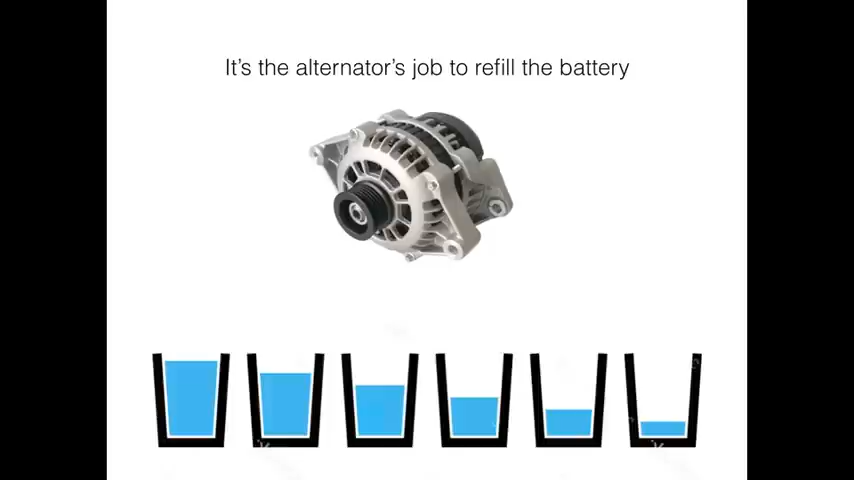 It’s the alternator’s job to refill the battery